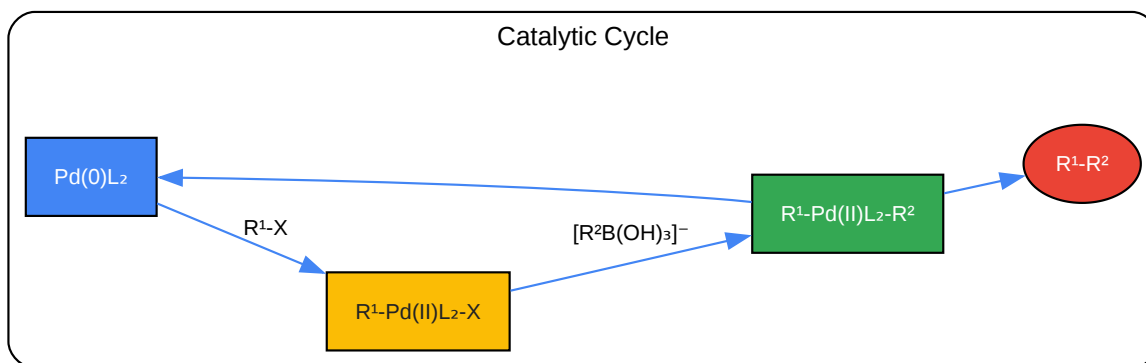 Catalytic Cycle
Pd(0)L₂
R¹-X
R¹-Pd(II)L₂-X
[R²B(OH)₃]⁻
R¹-Pd(II)L₂-R²
R¹-R²